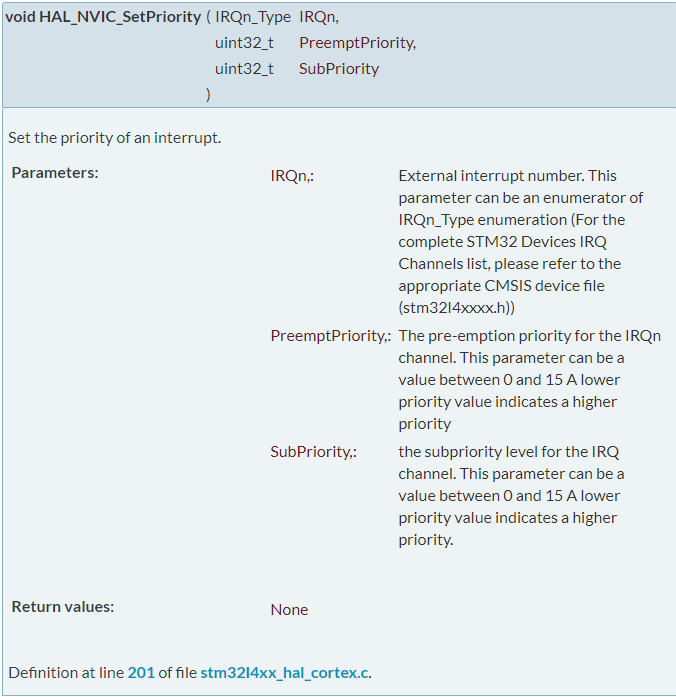 void HAL_NVIC_SetPriority ( IRQn_Type IRQn,
uint32_t PreemptPriority,
uint32_t SubPriority
)
Set the priority of an interrupt.
Parameters:
IRQn,: External interrupt number. This
parameter can be an enumerator of
IRQn_Type enumeration (For the
complete STM32 Devices IRQ
Channels list, please refer to the
appropriate CMSIS device file
(stm32l4xxxx.h))
PreemptPriority,: The pre-emption priority for the IRQn
channel. This parameter can be a
value between 0 and 15 A lower
priority value indicates a higher
priority
SubPriority,: the subpriority level for the IRQ
channel. This parameter can be a
value between 0 and 15 A lower
priority value indicates a higher
priority.
Return values:
None
Definition at line 201 of file stm32l4xx_hal_cortex.c.